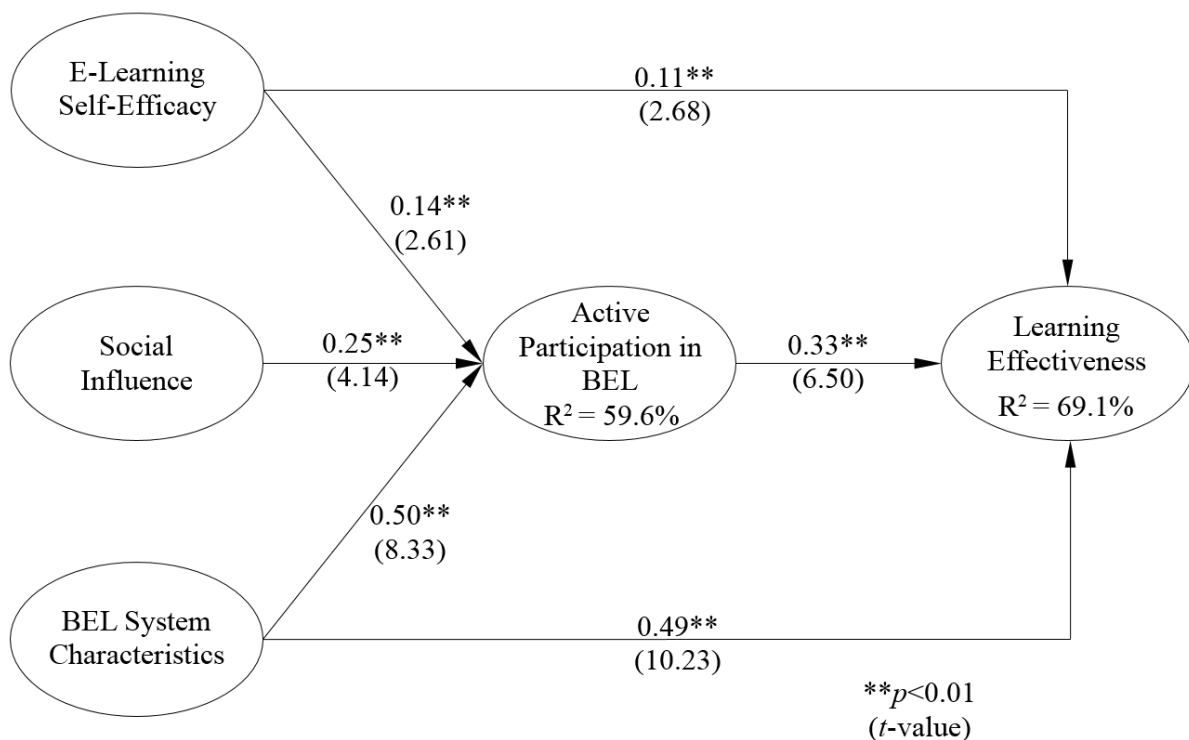 E-Learning
Self-Efficacy
0.11**
(2.68)
0.14**
(2.61)
Social
Influence
0.25**
(4.14)
Active
Participation in
BEL
R² = 59.6%
0.33**
(6.50)
Learning
Effectiveness
R² = 69.1%
0.50**
(8.33)
BEL System
Characteristics
0.49**
(10.23)
**p<0.01
(t-value)